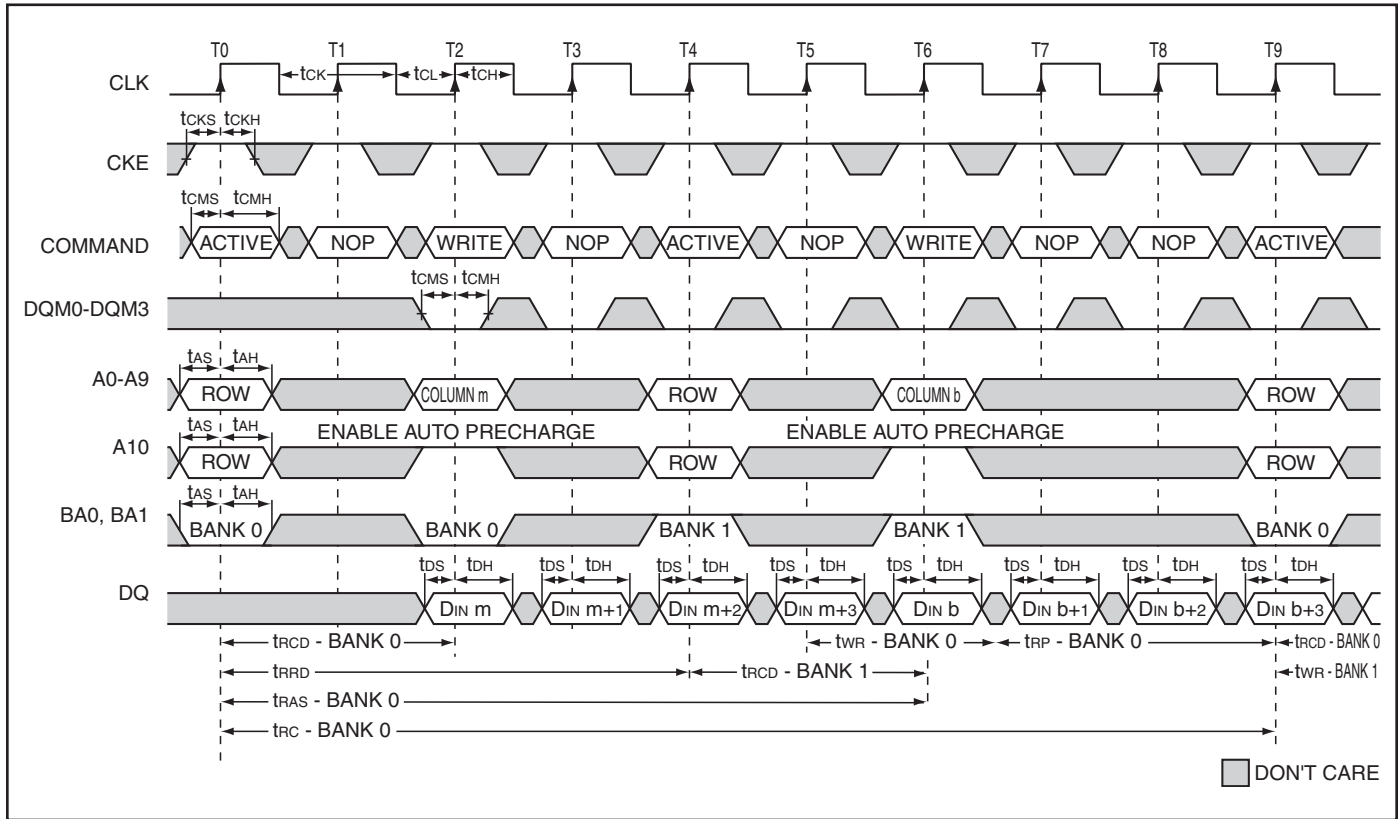 T0 T1 T2 T3 T4 T5 T6 T7 T8 T9
CLK tCK tCL tCH
tCKS tCKH
CKE
tCMS tCMH
COMMAND ACTIVE NOP WRITE NOP ACTIVE NOP WRITE NOP NOP ACTIVE
tCMS tCMH
DQM0-DQM3
tAS tAH
A0-A9 ROW COLUMN m ROW COLUMN b ROW
tAS tAH ENABLE AUTO PRECHARGE ENABLE AUTO PRECHARGE
A10 ROW ROW ROW
tAS tAH
BA0, BA1 BANK 0 BANK 0 BANK 1 BANK 1 BANK 0
tDS tDH tDS tDH tDS tDH tDS tDH tDS tDH tDS tDH tDS tDH tDS tDH
DQ DIN m DIN m+1 DIN m+2 DIN m+3 DIN b DIN b+1 DIN b+2 DIN b+3
tRCD - BANK 0 tWR - BANK 0 tRP - BANK 0 tRCD - BANK 0
tRRD tRCD - BANK 1 tWR - BANK 1
tRAS - BANK 0
tRC - BANK 0
DON'T CARE